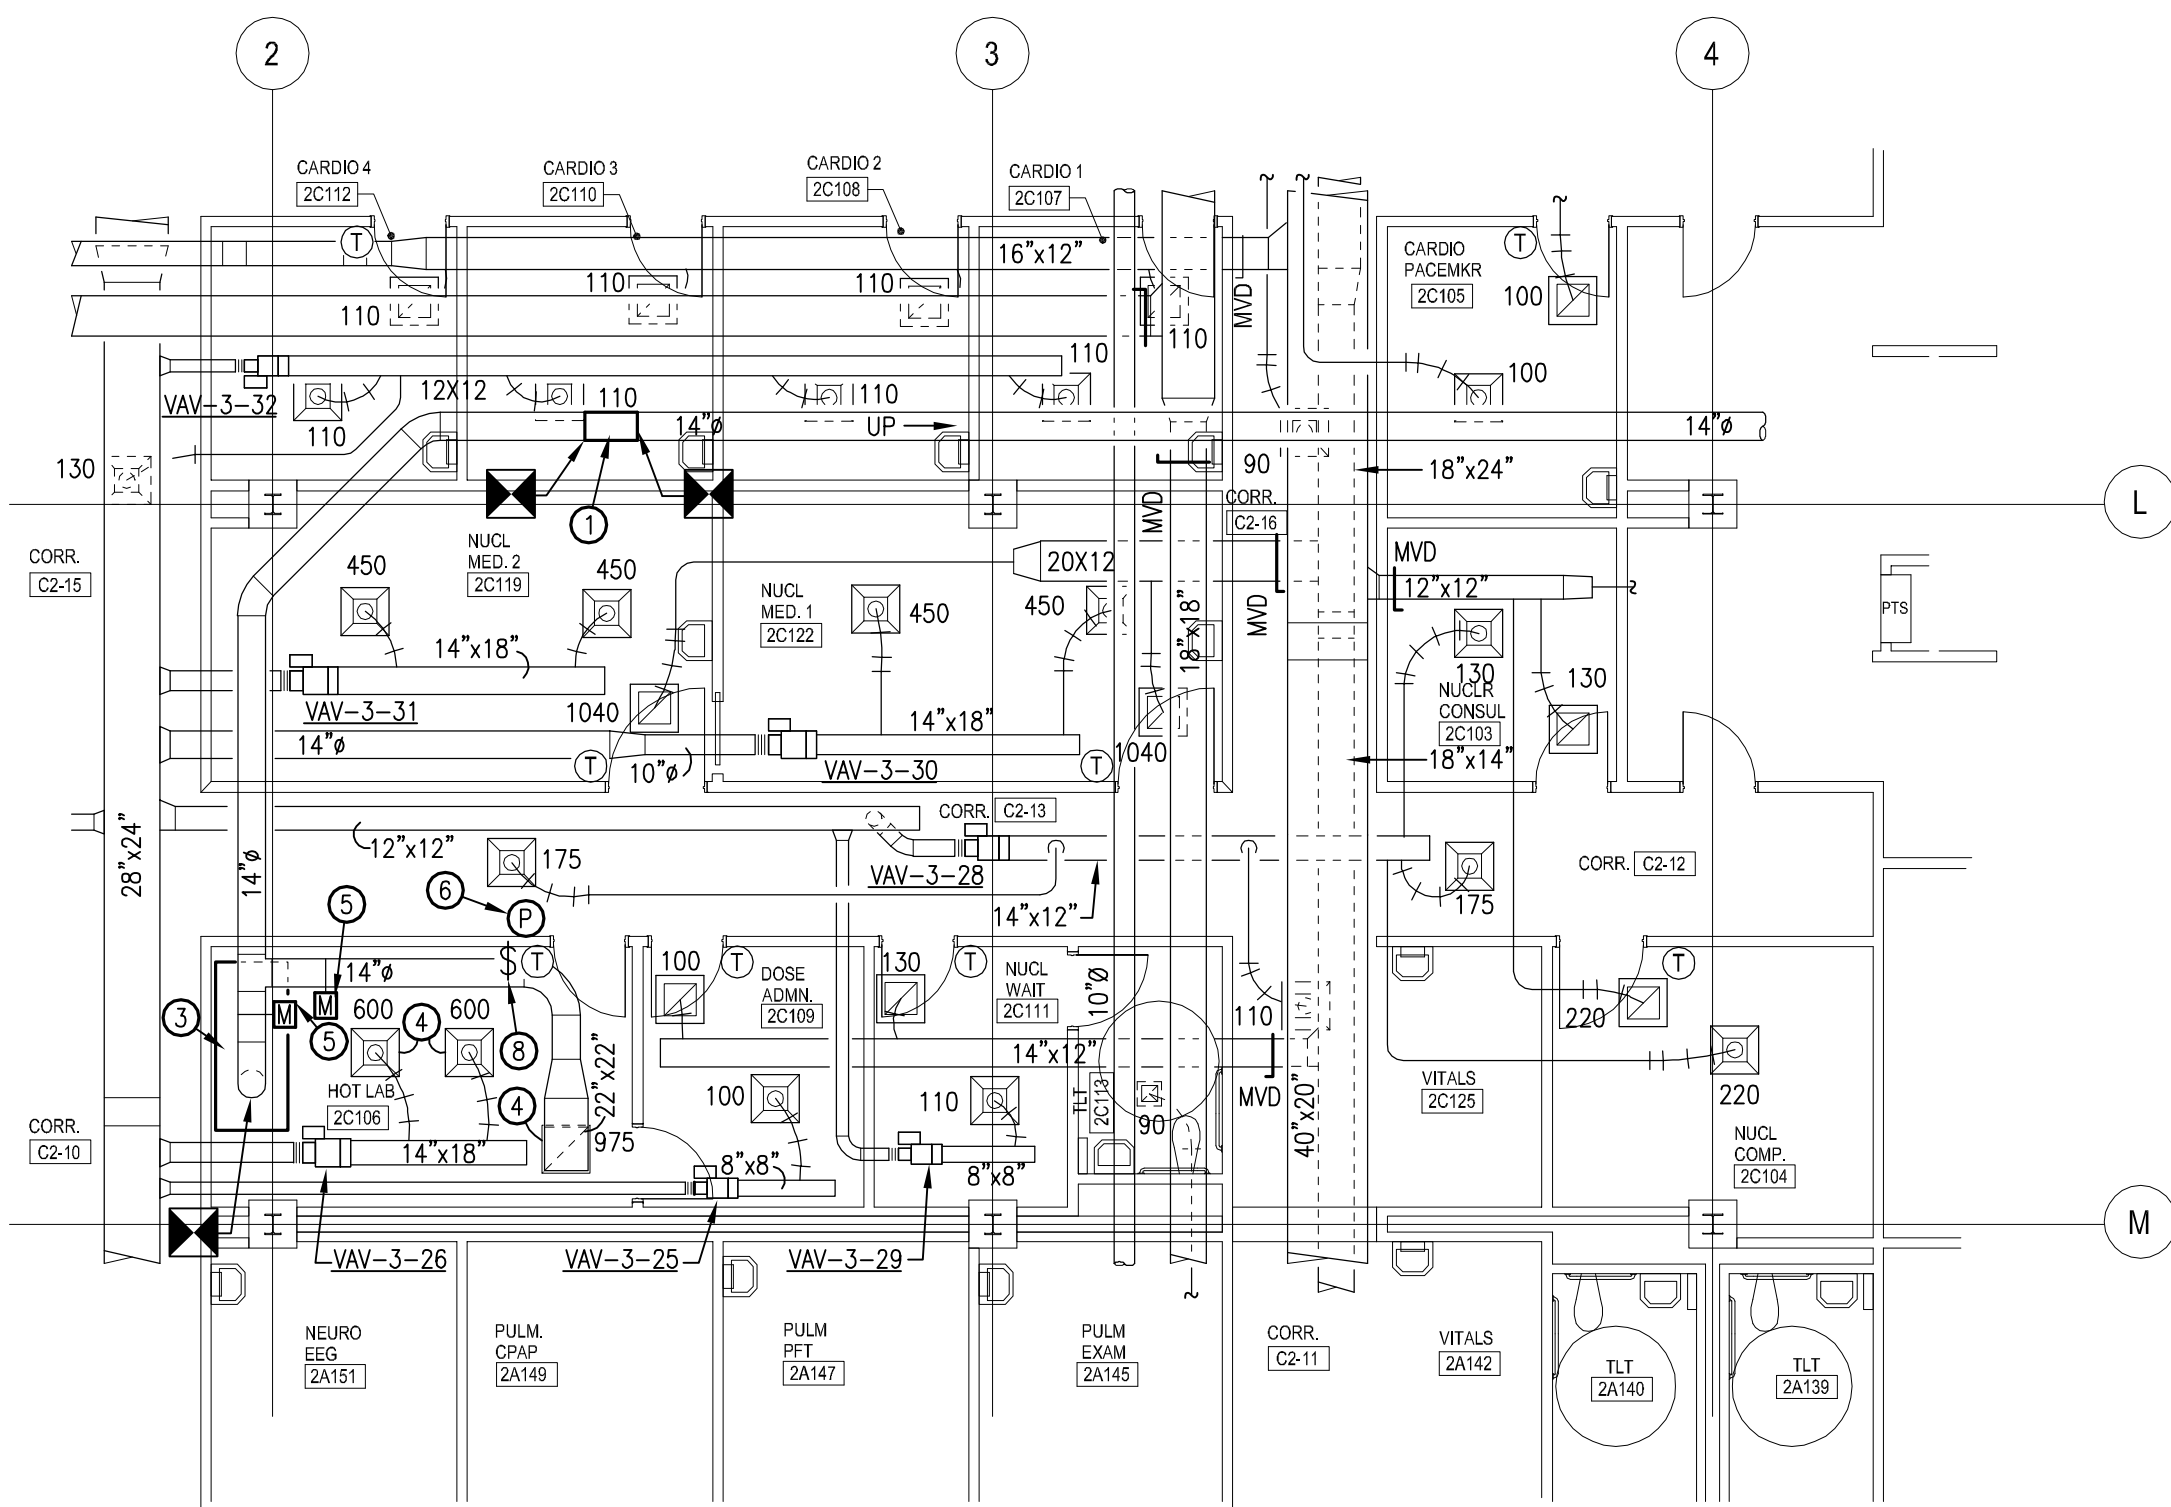 2
3
4
CARDIO 4
2C112
CARDIO 3
2C110
CARDIO 2
2C108
CARDIO 1
2C107
T
16"x12"
MVD
CARDIO
PACEMKR
2C105
T
100
110
110
110
110
110
12X12
110
110
100
VAV-3-32
110
14"ø
UP
14"ø
130
90
18"x24"
1
MVD
CORR.
C2-16
L
CORR.
C2-15
NUCL
MED. 2
2C119
450
450
NUCL
MED. 1
2C122
450
450
20X12
18"x18"
MVD
MVD
12"x12"
PTS
14"x18"
VAV-3-31
1040
14"x18"
130
130
NUCLR
CONSUL
2C103
14"ø
T
10"ø
VAV-3-30
T
1040
18"x14"
28"x24"
12"x12"
CORR.
C2-13
175
VAV-3-28
14"x12"
175
CORR.
C2-12
14"ø
5
6
P
S
T
14"ø
M
M
3
5
600
4
600
8
100
T
DOSE
ADMN.
2C109
130
T
NUCL
WAIT
2C111
10"Ø
110
220
T
HOT LAB
2C106
22"x22"
4
975
14"x18"
100
8"x8"
110
8"x8"
14"x12"
TLT
2C113
90
MVD
40"x20"
VITALS
2C125
220
NUCL
COMP.
2C104
CORR.
C2-10
M
VAV-3-26
VAV-3-25
VAV-3-29
NEURO
EEG
2A151
PULM.
CPAP
2A149
PULM
PFT
2A147
PULM
EXAM
2A145
CORR.
C2-11
VITALS
2A142
TLT
2A140
TLT
2A139